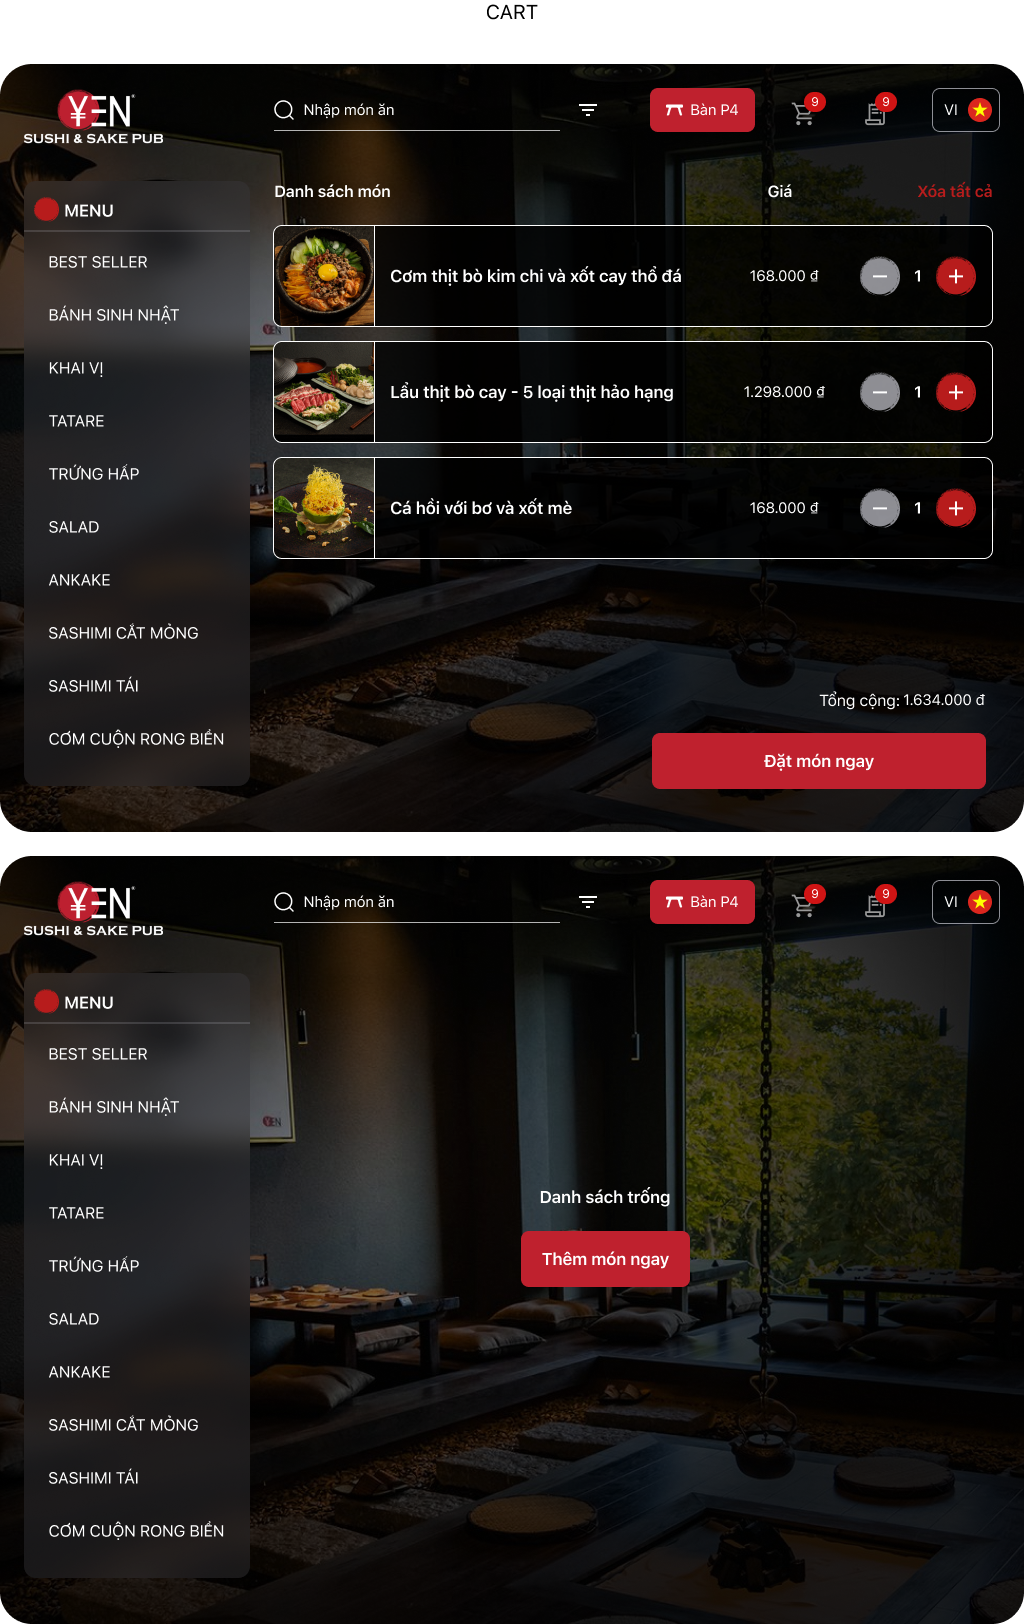 CART
YEN
SUSHI & SAKE PUB
Nhập món ăn
Bàn P4
9
9
VI
MENU
BEST SELLER
BÁNH SINH NHẬT
KHAI VỊ
TATARE
TRỨNG HẤP
SALAD
ANKAKE
SASHIMI CẮT MỎNG
SASHIMI TÁI
CƠM CUỘN RONG BIỂN
Danh sách món
Giá
Xóa tất cả
Cơm thịt bò kim chi và xốt cay thổ đá
168.000 ₫
1
Lẩu thịt bò cay - 5 loại thịt hảo hạng
1.298.000 ₫
1
Cá hồi với bơ và xốt mè
168.000 ₫
1
Tổng cộng: 1.634.000 đ
Đặt món ngay
YEN
SUSHI & SAKE PUB
Nhập món ăn
Bàn P4
9
9
VI
MENU
BEST SELLER
BÁNH SINH NHẬT
KHAI VỊ
TATARE
TRỨNG HẤP
SALAD
ANKAKE
SASHIMI CẮT MỎNG
SASHIMI TÁI
CƠM CUỘN RONG BIỂN
YEN
Danh sách trống
Thêm món ngay